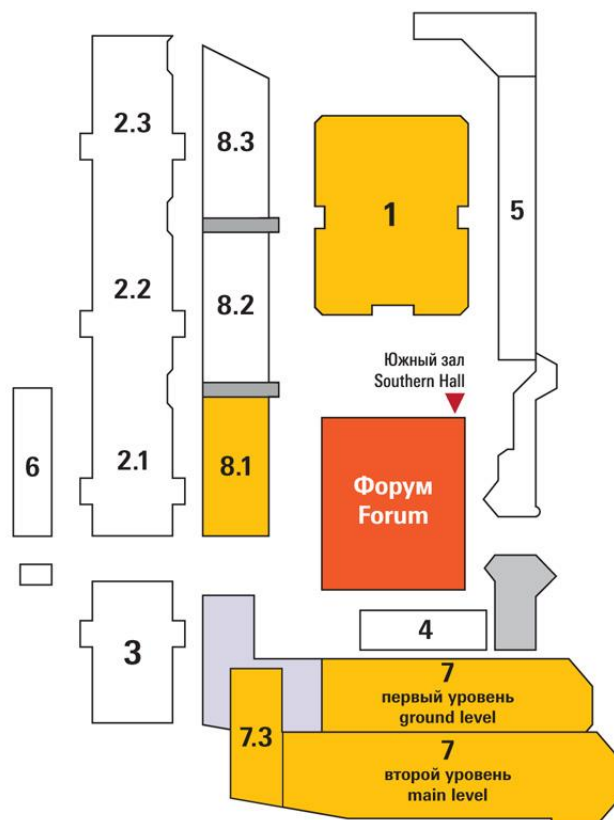 2.3
8.3
1
5
2.2
8.2
Южный зал
Southern Hall
6
2.1
8.1
Форум
Forum
3
4
7
первый уровень
ground level
7.3
7
второй уровень
main level